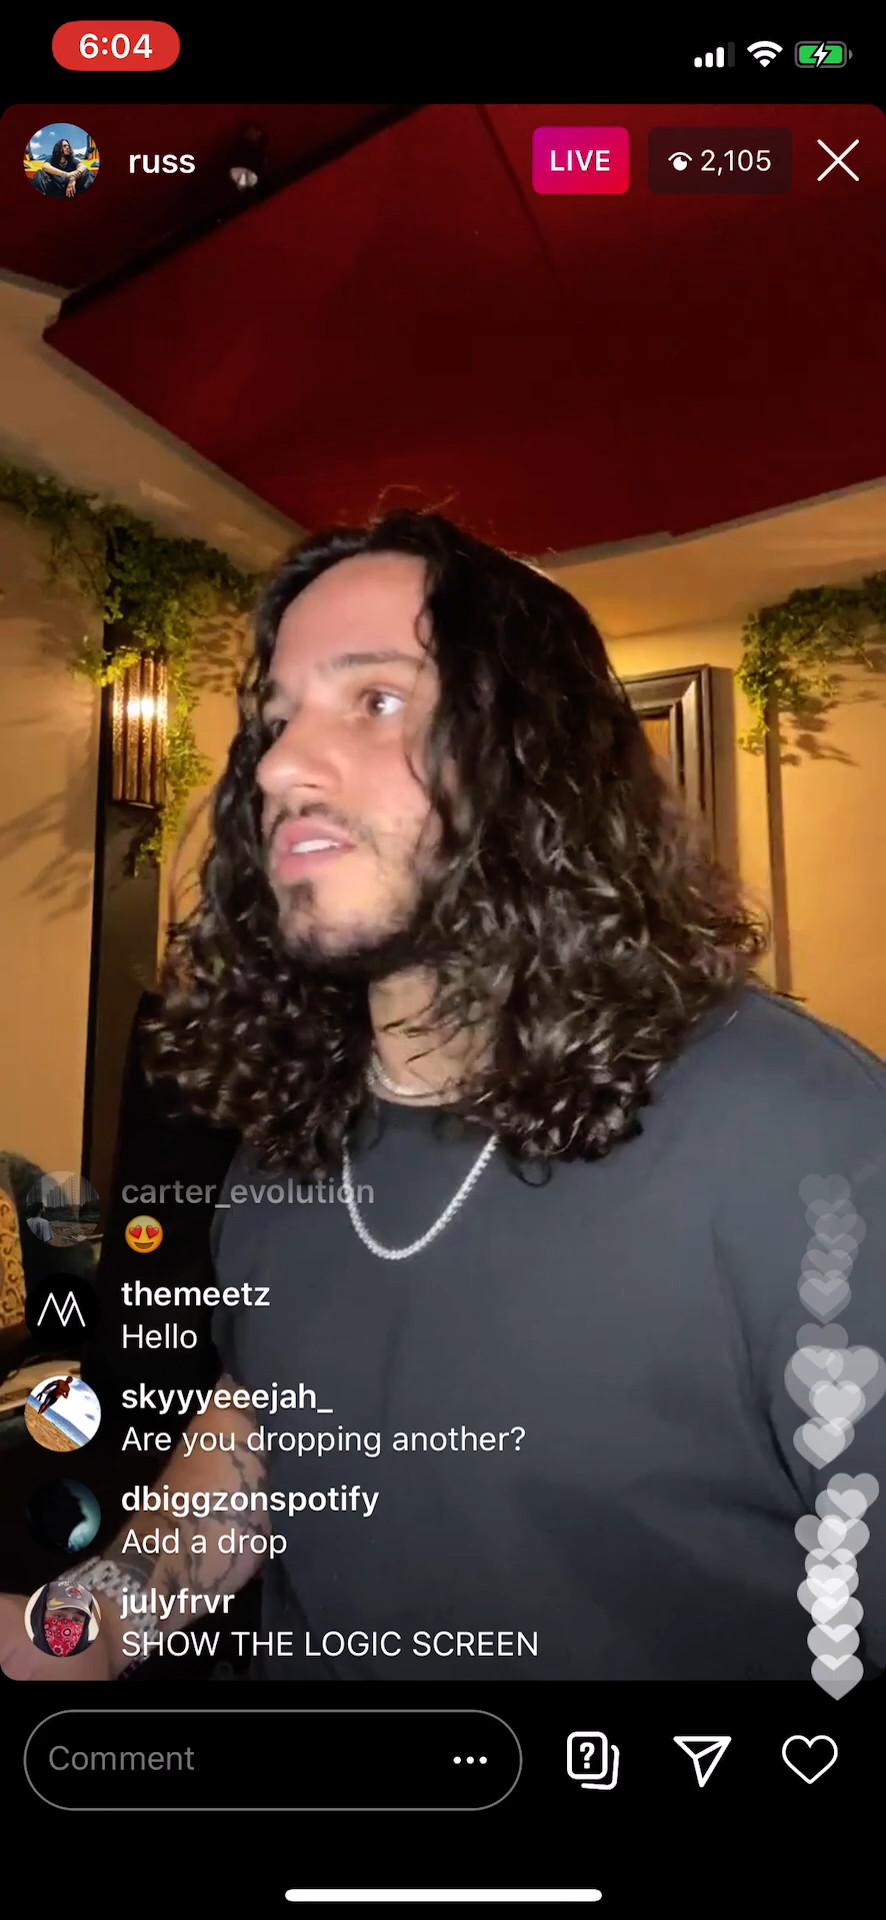 6:04
russ
LIVE
2,105
carter_evolution
😍
themeetz
Hello
skyyyeeejah_
Are you dropping another?
dbiggzonspotify
Add a drop
julyfrvr
SHOW THE LOGIC SCREEN
Comment